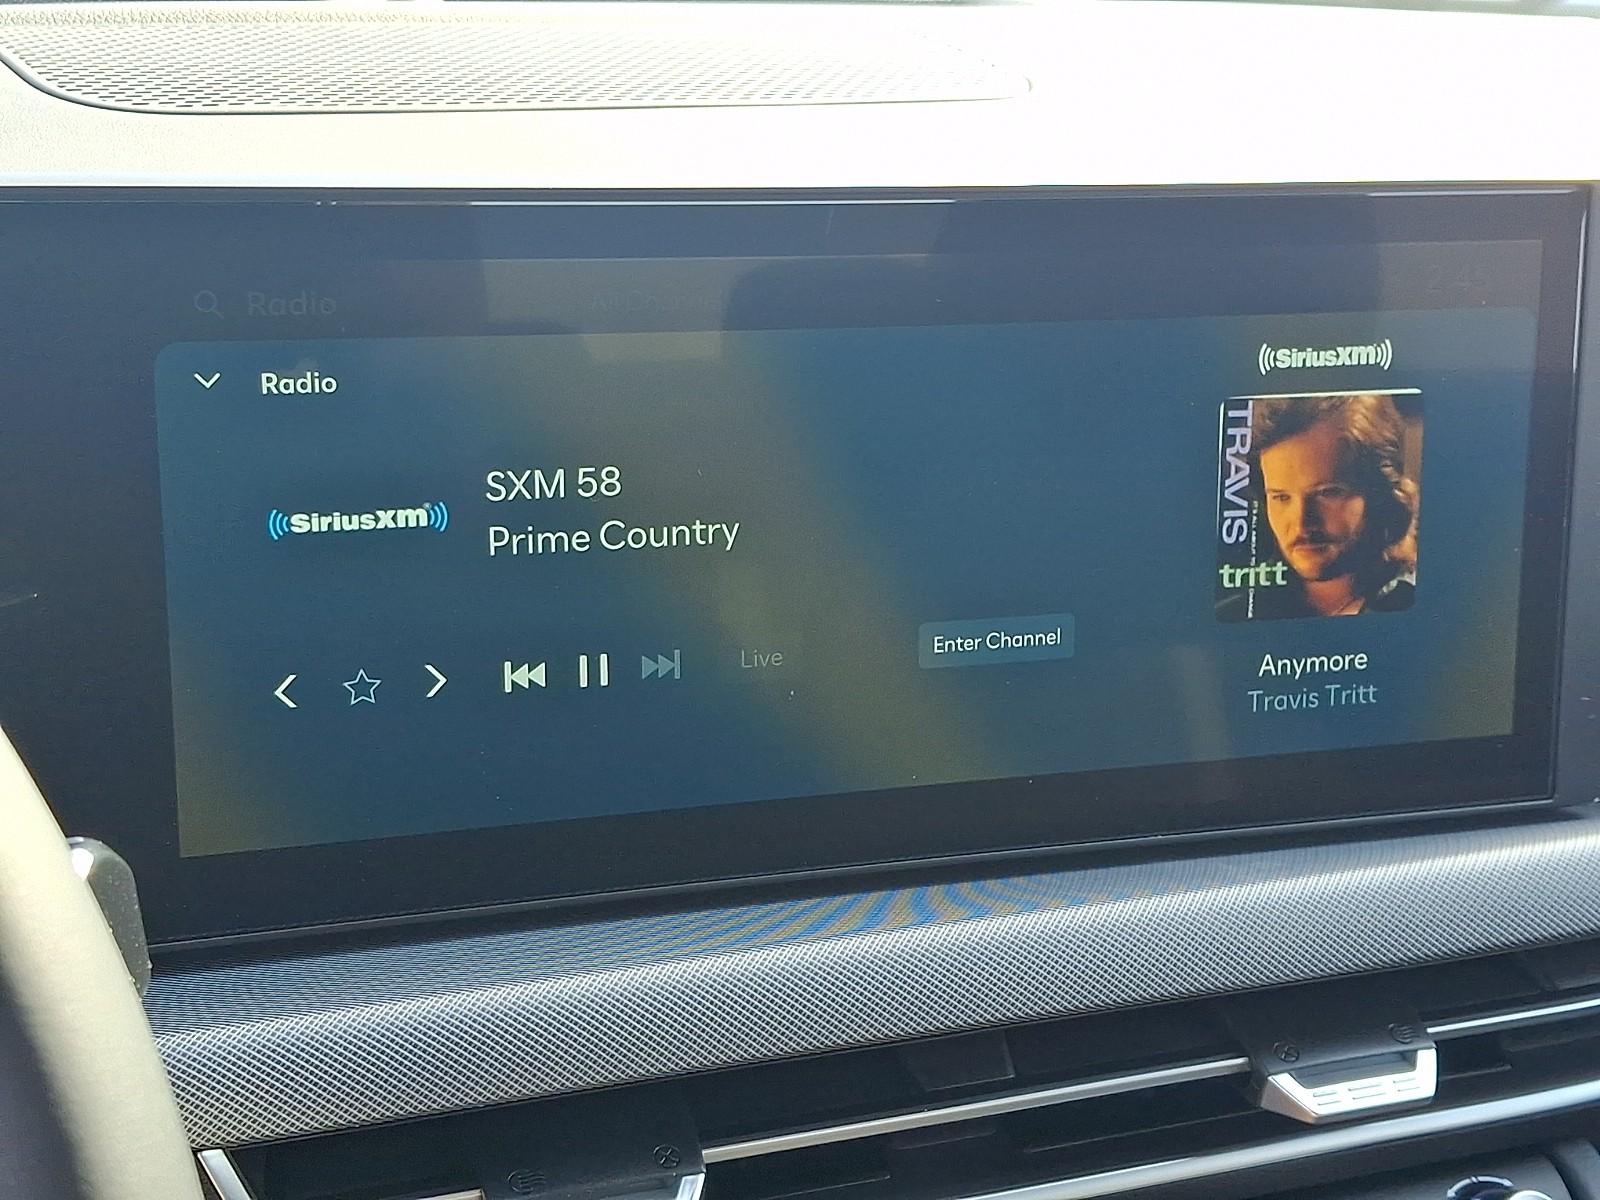 Radio
Radio
SiriusXM
SXM 58
SiriusXM
Prime Country
TRAVIS
tritt
Enter Channel
Live
Anymore
Travis Tritt